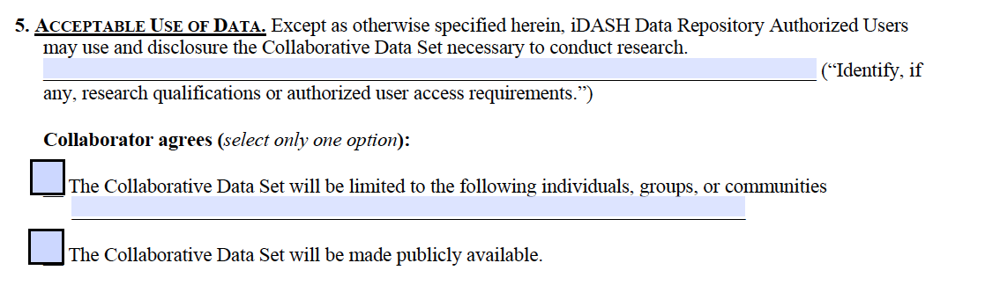 5. ACCEPTABLE USE OF DATA. Except as otherwise specified herein, iDASH Data Repository Authorized Users
may use and disclosure the Collaborative Data Set necessary to conduct research.
(“Identify, if
any, research qualifications or authorized user access requirements.”)
Collaborator agrees (select only one option):
The Collaborative Data Set will be limited to the following individuals, groups, or communities
The Collaborative Data Set will be made publicly available.